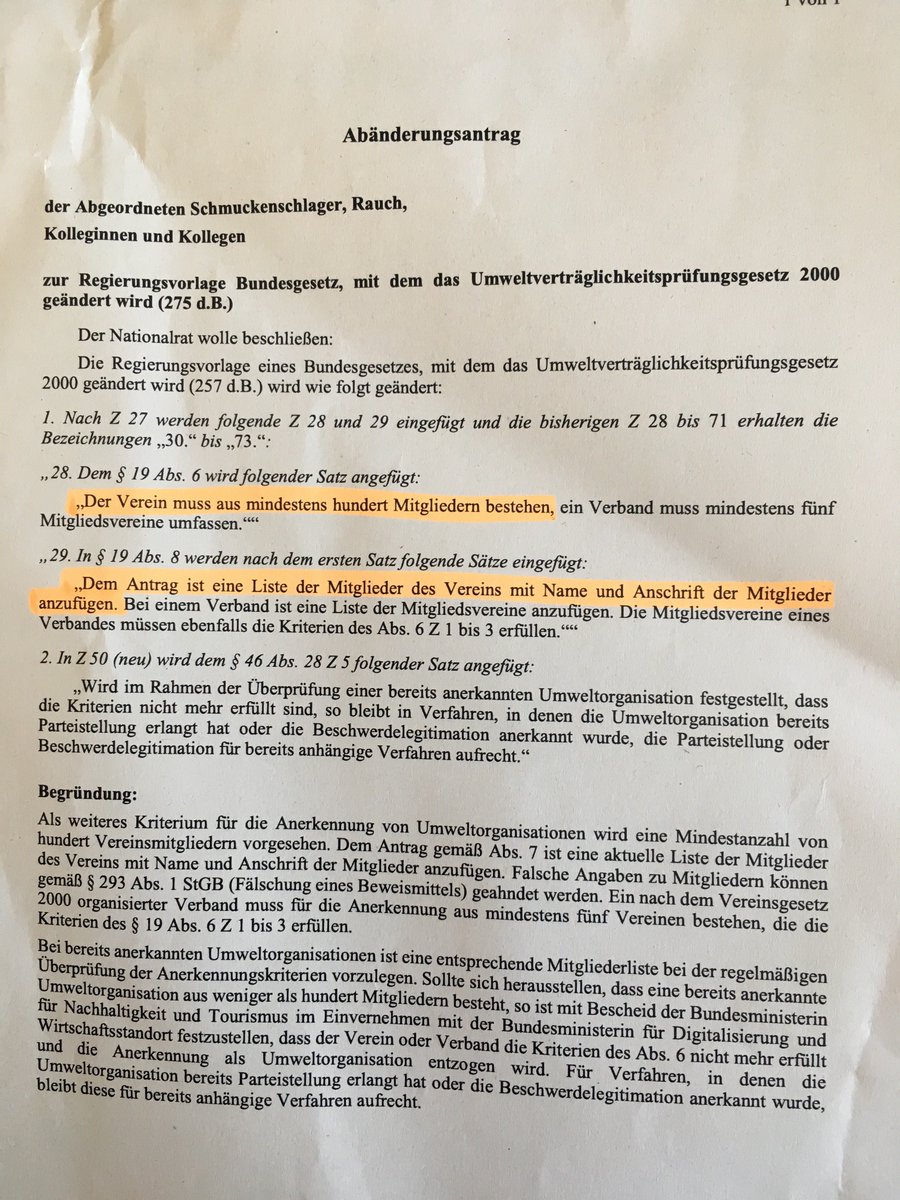 1 von 1
Abänderungsantrag
der Abgeordneten Schmuckenschlager, Rauch,
Kolleginnen und Kollegen
zur Regierungsvorlage Bundesgesetz, mit dem das Umweltverträglichkeitsprüfungsgesetz 2000
geändert wird (275 d.B.)
Der Nationalrat wolle beschließen:
Die Regierungsvorlage eines Bundesgesetzes, mit dem das Umweltverträglichkeitsprüfungsgesetz
2000 geändert wird (257 d.B.) wird wie folgt geändert:
1. Nach Z 27 werden folgende Z 28 und 29 eingefügt und die bisherigen Z 28 bis 71 erhalten die
Bezeichnungen „30.“ bis „73.“:
„28. Dem § 19 Abs. 6 wird folgender Satz angefügt:
„Der Verein muss aus mindestens hundert Mitgliedern bestehen, ein Verband muss mindestens fünf
Mitgliedsvereine umfassen.““
„29. In § 19 Abs. 8 werden nach dem ersten Satz folgende Sätze eingefügt:
„Dem Antrag ist eine Liste der Mitglieder des Vereins mit Name und Anschrift der Mitglieder
anzufügen. Bei einem Verband ist eine Liste der Mitgliedsvereine anzufügen. Die Mitgliedsvereine eines
Verbandes müssen ebenfalls die Kriterien des Abs. 6 Z 1 bis 3 erfüllen.““
2. In Z 50 (neu) wird dem § 46 Abs. 28 Z 5 folgender Satz angefügt:
„Wird im Rahmen der Überprüfung einer bereits anerkannten Umweltorganisation festgestellt, dass
die Kriterien nicht mehr erfüllt sind, so bleibt in Verfahren, in denen die Umweltorganisation bereits
Parteistellung erlangt hat oder die Beschwerdelegitimation anerkannt wurde, die Parteistellung oder
Beschwerdelegitimation für bereits anhängige Verfahren aufrecht.“
Begründung:
Als weiteres Kriterium für die Anerkennung von Umweltorganisationen wird eine Mindestanzahl von
hundert Vereinsmitgliedern vorgesehen. Dem Antrag gemäß Abs. 7 ist eine aktuelle Liste der Mitglieder
des Vereins mit Name und Anschrift der Mitglieder anzufügen. Falsche Angaben zu Mitgliedern können
gemäß § 293 Abs. 1 StGB (Fälschung eines Beweismittels) geahndet werden. Ein nach dem Vereinsgesetz
2000 organisierter Verband muss für die Anerkennung aus mindestens fünf Vereinen bestehen, die die
Kriterien des § 19 Abs. 6 Z 1 bis 3 erfüllen.
Bei bereits anerkannten Umweltorganisationen ist eine entsprechende Mitgliederliste bei der regelmäßigen
Überprüfung der Anerkennungskriterien vorzulegen. Sollte sich herausstellen, dass eine bereits anerkannte
Umweltorganisation aus weniger als hundert Mitgliedern besteht, so ist mit Bescheid der Bundesministerin
für Nachhaltigkeit und Tourismus im Einvernehmen mit der Bundesministerin für Digitalisierung und
Wirtschaftsstandort festzustellen, dass der Verein oder Verband die Kriterien des Abs. 6 nicht mehr erfüllt
und die Anerkennung als Umweltorganisation entzogen wird. Für Verfahren, in denen die
Umweltorganisation bereits Parteistellung erlangt hat oder die Beschwerdelegitimation anerkannt wurde,
bleibt diese für bereits anhängige Verfahren aufrecht.